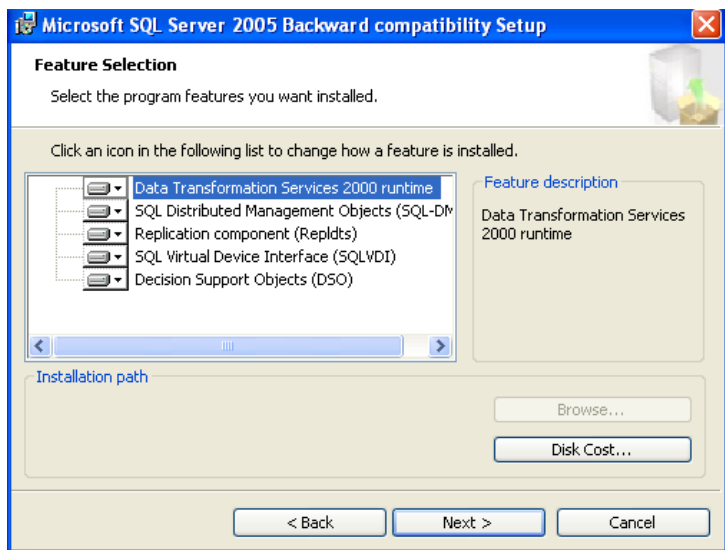 Microsoft SQL Server 2005 Backward compatibility Setup
Feature Selection
Select the program features you want installed.
Click an icon in the following list to change how a feature is installed.
Data Transformation Services 2000 runtime
SQL Distributed Management Objects (SQL-DM
Replication component (Repldts)
SQL Virtual Device Interface (SQLVDI)
Decision Support Objects (DSO)
Feature description
Data Transformation Services
2000 runtime
Installation path
Browse...
Disk Cost...
< Back
Next >
Cancel